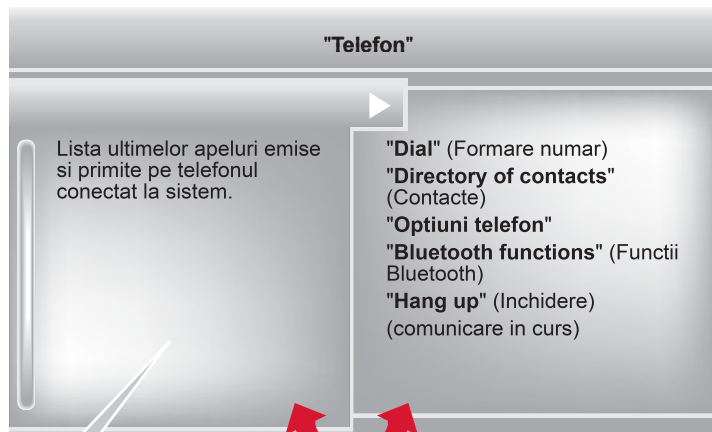 "Telefon"
Lista ultimelor apeluri emise
si primite pe telefonul
conectat la sistem.
"Dial" (Formare numar)
"Directory of contacts"
(Contacte)
"Optiuni telefon"
"Bluetooth functions" (Functii
Bluetooth)
"Hang up" (Inchidere)
(comunicare in curs)